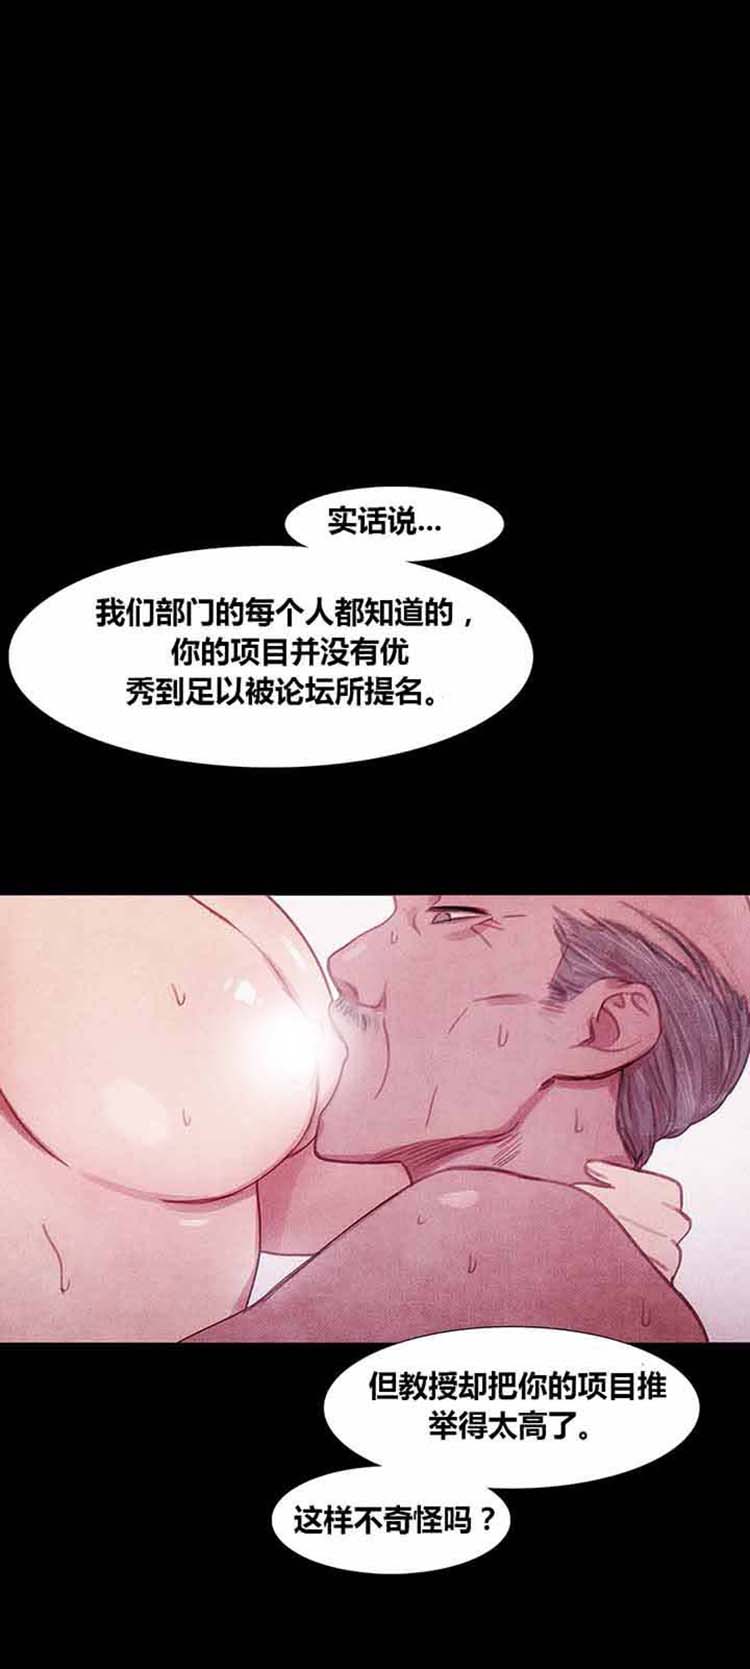 实话说...
我们部门的每个人都知道的，
你的项目并没有优
秀到足以被论坛所提名。
但教授却把你的项目推
举得太高了。
这样不奇怪吗？